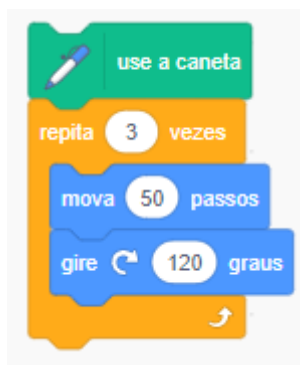 use a caneta
repita 3 vezes
mova 50 passos
gire 120 graus